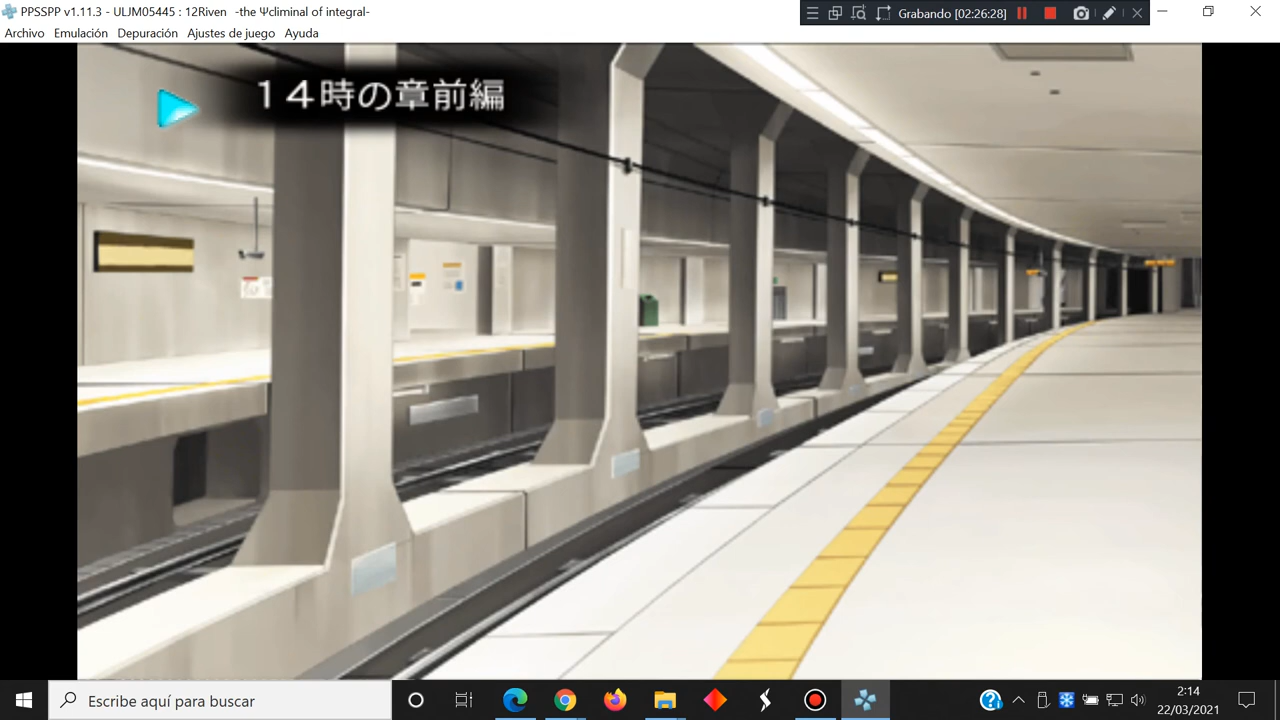 PPSSPP v1.11.3 - ULJM05445 : 12Riven -the Ψcliminal of integral-
Grabando [02:26:28]
Archivo Emulación Depuración Ajustes de juego Ayuda
１４時の章前編
Escribe aquí para buscar
2:14
22/03/2021